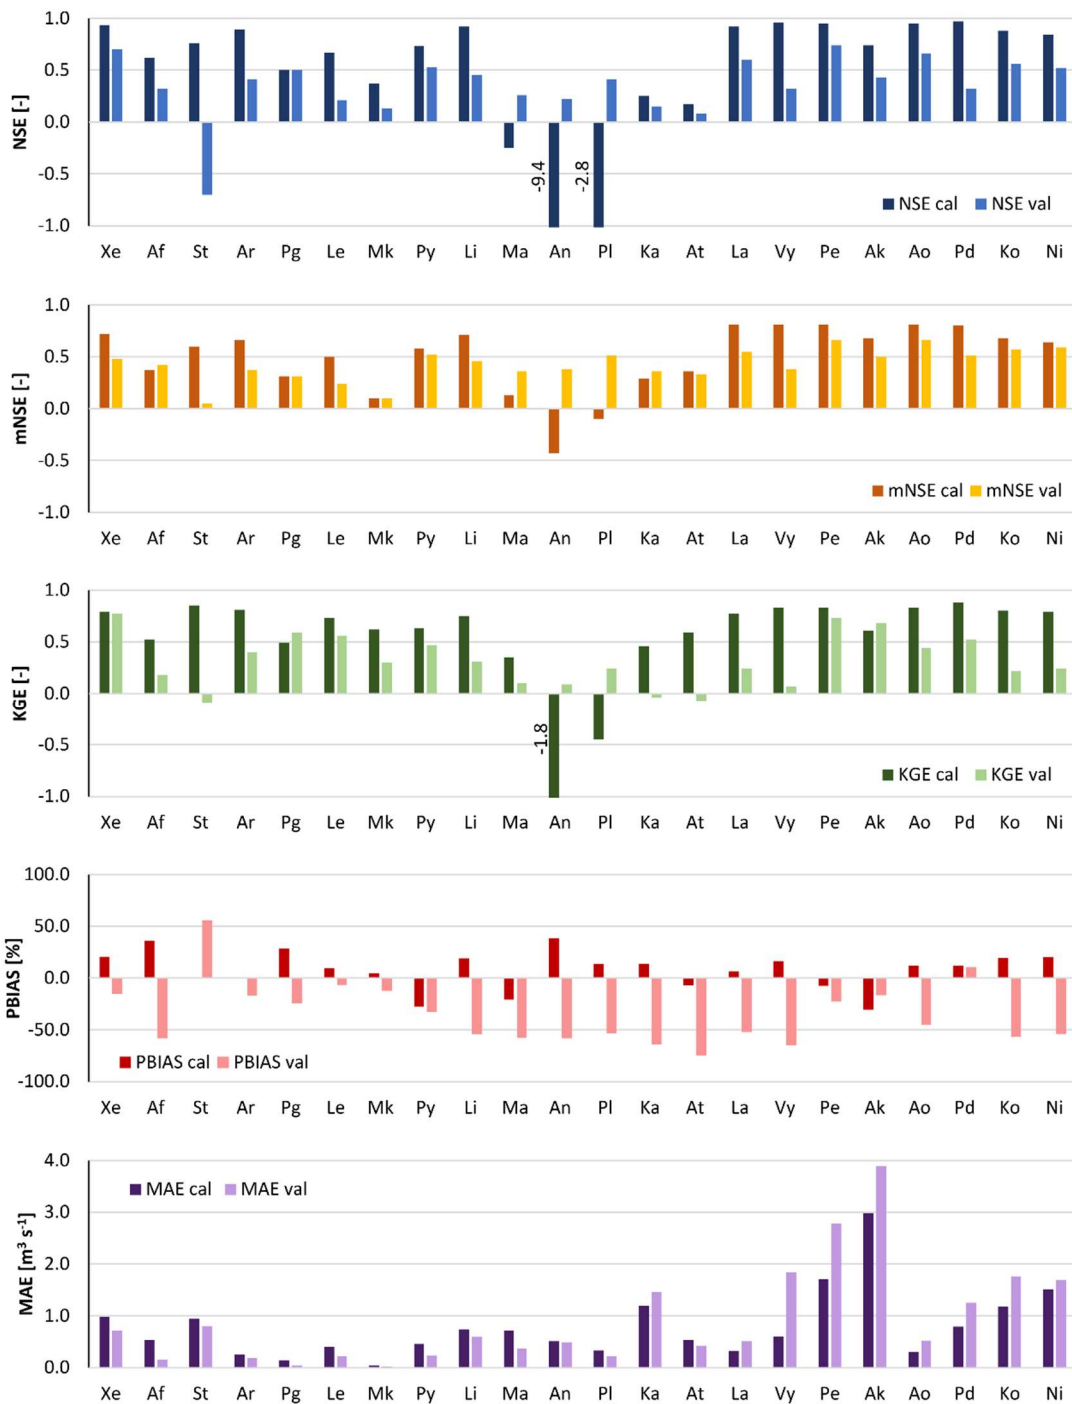 1.0
0.5
0.0
-0.5
-1.0
NSE [-]
-9.4
-2.8
NSE cal NSE val
Xe Af St Ar Pg Le Mk Py Li Ma An Pl Ka At La Vy Pe Ak Ao Pd Ko Ni
1.0
0.5
0.0
-0.5
-1.0
mNSE [-]
mNSE cal mNSE val
Xe Af St Ar Pg Le Mk Py Li Ma An Pl Ka At La Vy Pe Ak Ao Pd Ko Ni
1.0
0.5
0.0
-0.5
-1.0
KGE [-]
-1.8
KGE cal KGE val
Xe Af St Ar Pg Le Mk Py Li Ma An Pl Ka At La Vy Pe Ak Ao Pd Ko Ni
100.0
50.0
0.0
-50.0
-100.0
PBIAS [%]
PBIAS cal PBIAS val
Xe Af St Ar Pg Le Mk Py Li Ma An Pl Ka At La Vy Pe Ak Ao Pd Ko Ni
4.0
3.0
2.0
1.0
0.0
MAE [m³ s⁻¹]
MAE cal MAE val
Xe Af St Ar Pg Le Mk Py Li Ma An Pl Ka At La Vy Pe Ak Ao Pd Ko Ni